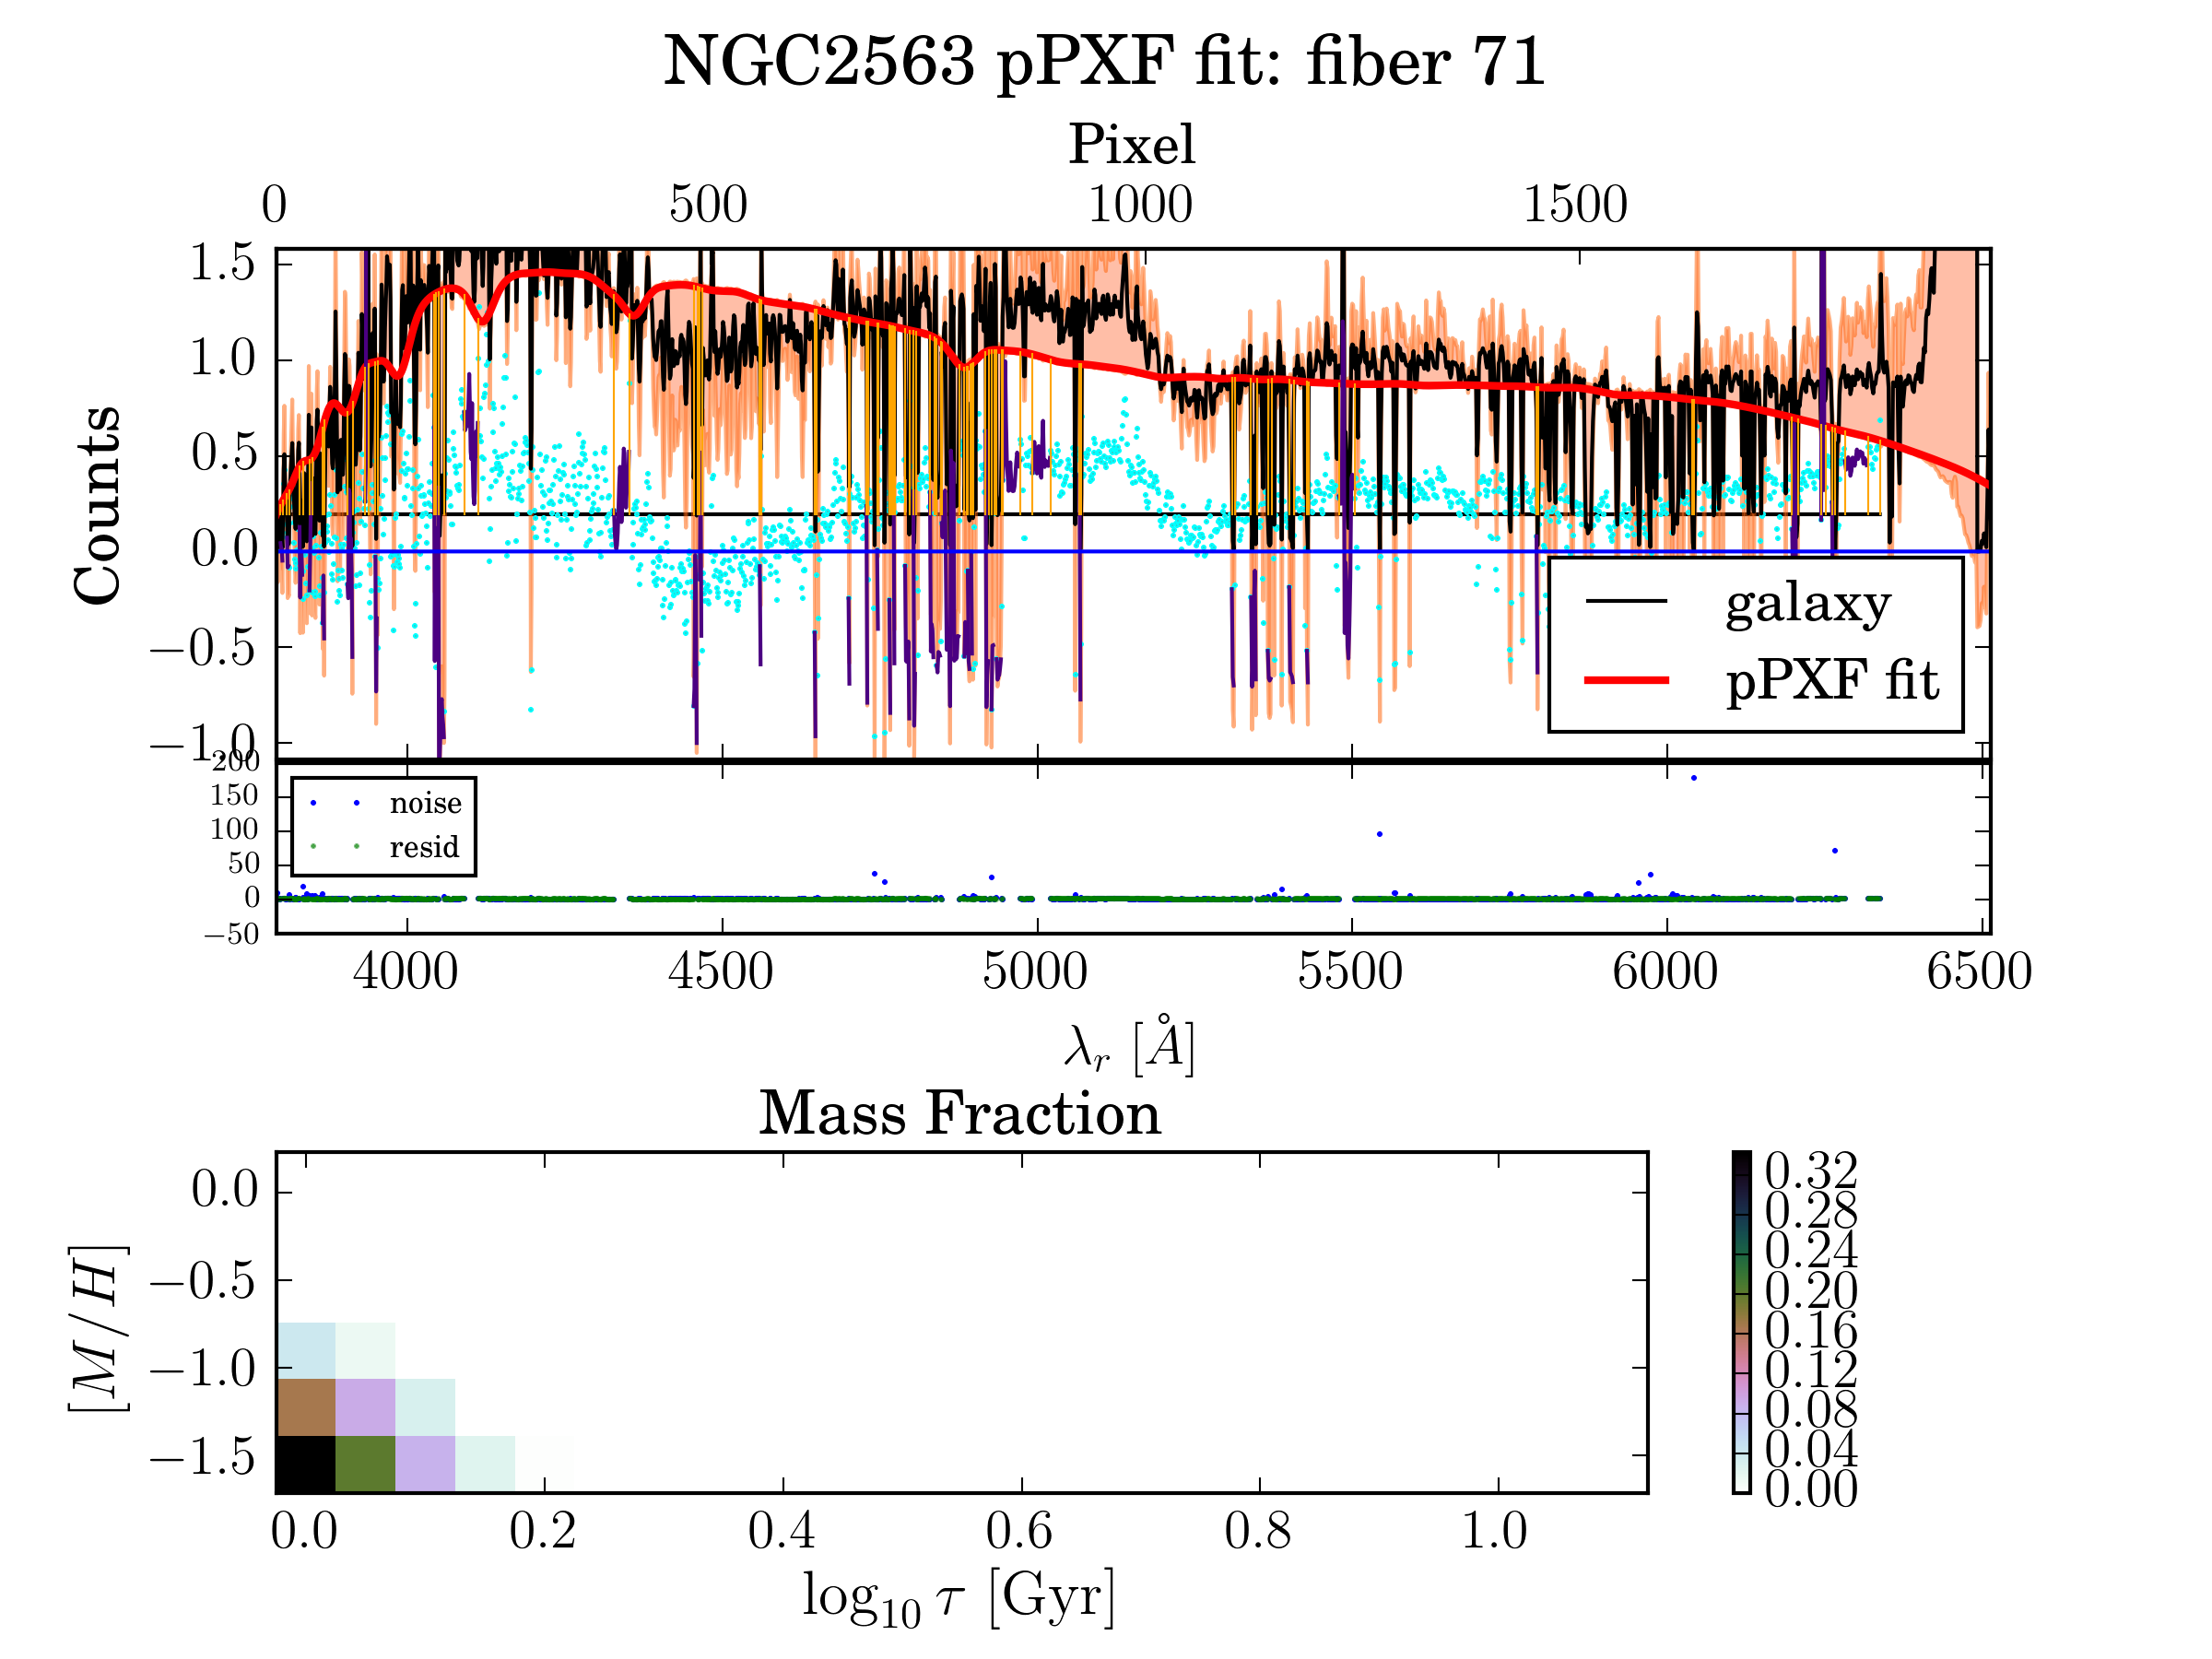 NGC2563 pPXF fit: fiber 71
Pixel
0 500 1000 1500
1.5
1.0
0.5
0.0
−0.5
−1.0
Counts
galaxy
pPXF fit
200
150
100
50
0
−50
noise
resid
4000 4500 5000 5500 6000 6500
λr [Å]
Mass Fraction
0.0
−0.5
−1.0
−1.5
[M/H]
0.0 0.2 0.4 0.6 0.8 1.0
log10 τ [Gyr]
0.32
0.28
0.24
0.20
0.16
0.12
0.08
0.04
0.00